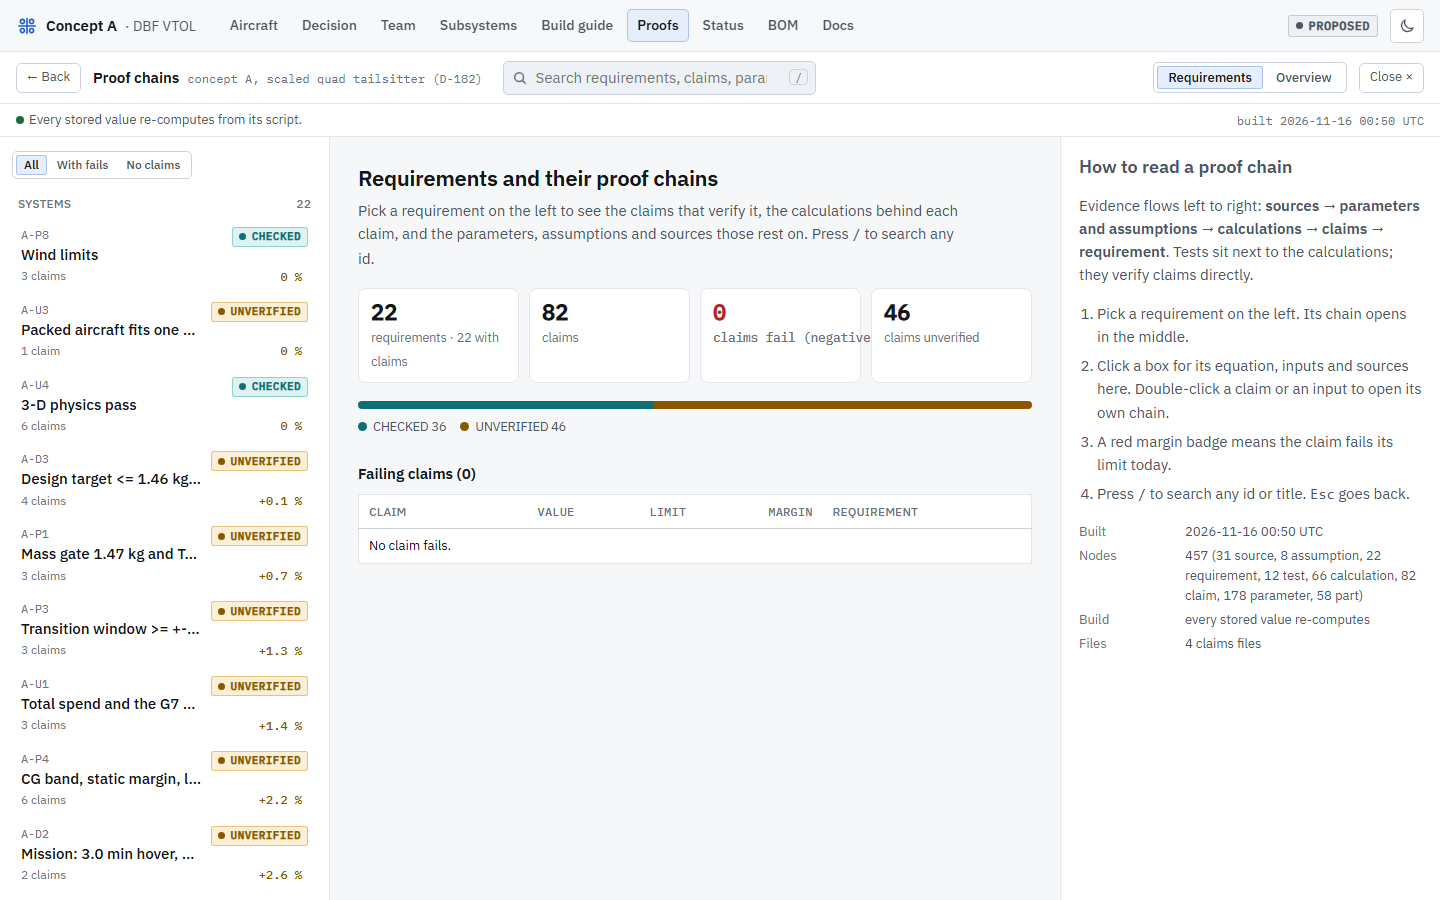 Concept A · DBF VTOL
Aircraft
Decision
Team
Subsystems
Build guide
Proofs
Status
BOM
Docs
PROPOSED
← Back
Proof chains concept A, scaled quad tailsitter (D-182)
Search requirements, claims, para
/
Requirements
Overview
Close ×
Every stored value re-computes from its script.
built 2026-11-16 00:50 UTC
All
With fails
No claims
SYSTEMS 22
A-P8
CHECKED
Wind limits
3 claims
0 %
A-U3
UNVERIFIED
Packed aircraft fits one ...
1 claim
0 %
A-U4
CHECKED
3-D physics pass
6 claims
0 %
A-D3
UNVERIFIED
Design target <= 1.46 kg...
4 claims
+0.1 %
A-P1
UNVERIFIED
Mass gate 1.47 kg and T...
3 claims
+0.7 %
A-P3
UNVERIFIED
Transition window >= +-...
3 claims
+1.3 %
A-U1
UNVERIFIED
Total spend and the G7 ...
3 claims
+1.4 %
A-P4
UNVERIFIED
CG band, static margin, l...
6 claims
+2.2 %
A-D2
UNVERIFIED
Mission: 3.0 min hover, ...
2 claims
+2.6 %
Requirements and their proof chains
Pick a requirement on the left to see the claims that verify it, the calculations behind each
claim, and the parameters, assumptions and sources those rest on. Press / to search any
id.
22
requirements · 22 with
claims
82
claims
0
claims fail (negative
46
claims unverified
CHECKED 36
UNVERIFIED 46
Failing claims (0)
CLAIM VALUE LIMIT MARGIN REQUIREMENT
No claim fails.
How to read a proof chain
Evidence flows left to right: sources → parameters
and assumptions → calculations → claims →
requirement. Tests sit next to the calculations;
they verify claims directly.
1. Pick a requirement on the left. Its chain opens
in the middle.
2. Click a box for its equation, inputs and sources
here. Double-click a claim or an input to open its
own chain.
3. A red margin badge means the claim fails its
limit today.
4. Press / to search any id or title. Esc goes back.
Built 2026-11-16 00:50 UTC
Nodes 457 (31 source, 8 assumption, 22
requirement, 12 test, 66 calculation, 82
claim, 178 parameter, 58 part)
Build every stored value re-computes
Files 4 claims files